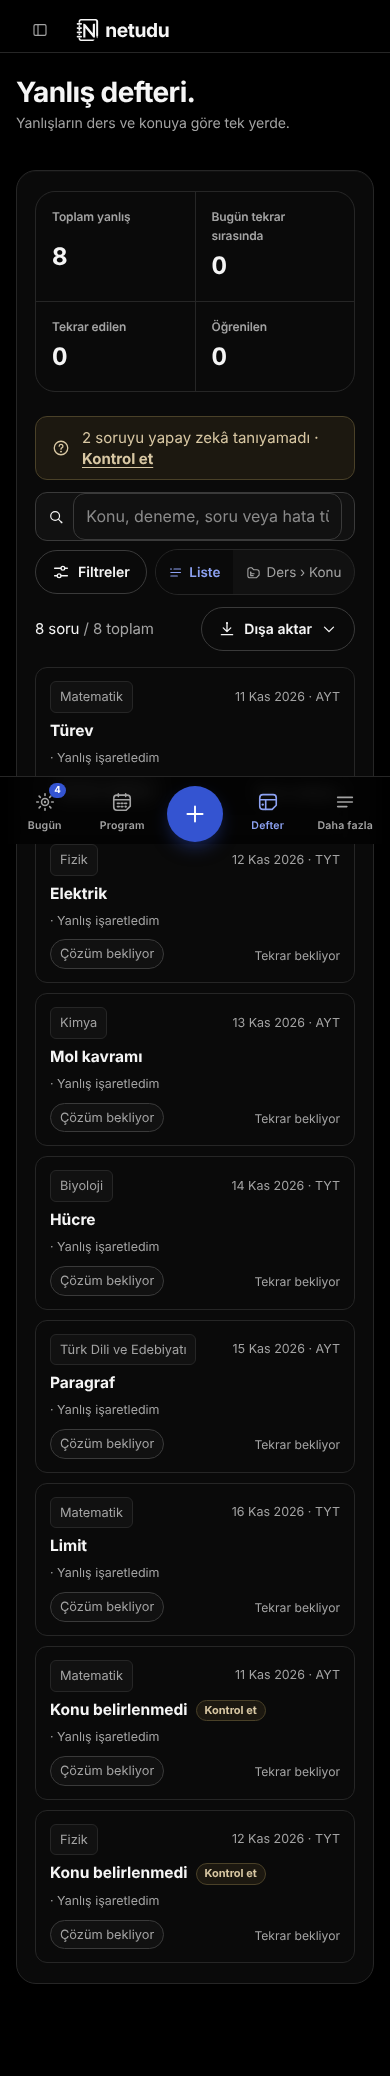 netudu
Yanlış defteri.
Yanlışların ders ve konuya göre tek yerde.
Toplam yanlış
8
Bugün tekrar
sırasında
0
Tekrar edilen
0
Öğrenilen
0
2 soruyu yapay zekâ tanıyamadı ·
Kontrol et
Konu, deneme, soru veya hata tü
Filtreler
Liste
Ders › Konu
8 soru / 8 toplam
Dışa aktar
Matematik
11 Kas 2026 · AYT
Türev
· Yanlış işaretledim
4
Bugün
Program
Defter
Daha fazla
Fizik
12 Kas 2026 · TYT
Elektrik
· Yanlış işaretledim
Çözüm bekliyor
Tekrar bekliyor
Kimya
13 Kas 2026 · AYT
Mol kavramı
· Yanlış işaretledim
Çözüm bekliyor
Tekrar bekliyor
Biyoloji
14 Kas 2026 · TYT
Hücre
· Yanlış işaretledim
Çözüm bekliyor
Tekrar bekliyor
Türk Dili ve Edebiyatı
15 Kas 2026 · AYT
Paragraf
· Yanlış işaretledim
Çözüm bekliyor
Tekrar bekliyor
Matematik
16 Kas 2026 · TYT
Limit
· Yanlış işaretledim
Çözüm bekliyor
Tekrar bekliyor
Matematik
11 Kas 2026 · AYT
Konu belirlenmedi
Kontrol et
· Yanlış işaretledim
Çözüm bekliyor
Tekrar bekliyor
Fizik
12 Kas 2026 · TYT
Konu belirlenmedi
Kontrol et
· Yanlış işaretledim
Çözüm bekliyor
Tekrar bekliyor